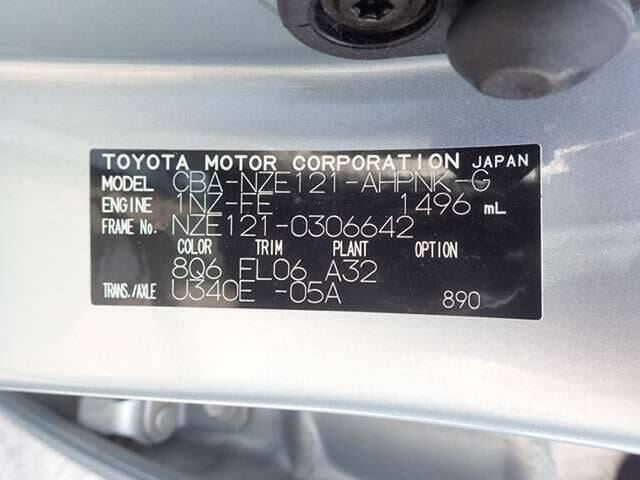 TOYOTA MOTOR CORPORATION JAPAN
MODEL CBA-NZE121-AHPNK-G
ENGINE 1NZ-FE 1496 mL
FRAME No. NZE121-0306642
COLOR TRIM PLANT OPTION
8Q6 FL06 A32
TRANS./AXLE U340E -05A 890